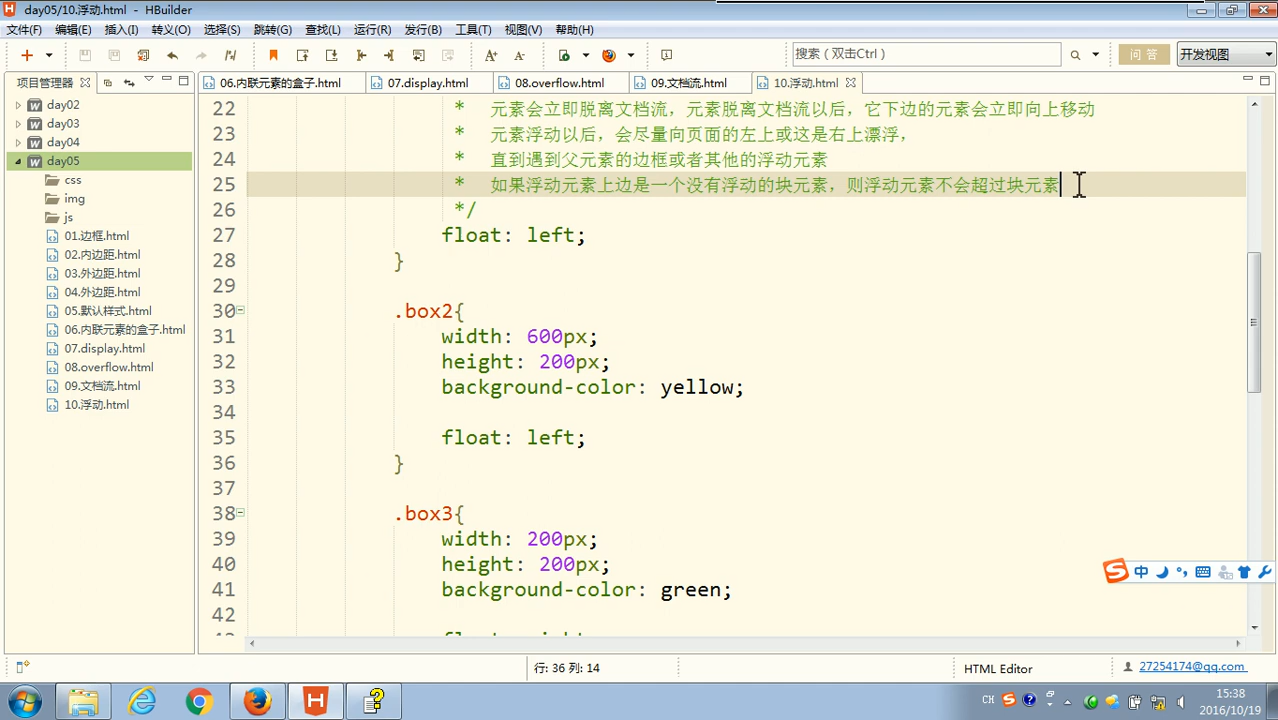 day05/10.浮动.html - HBuilder
文件(F) 编辑(E) 插入(I) 转义(O) 选择(S) 跳转(G) 查找(L) 运行(R) 发行(B) 工具(T) 视图(V) 帮助(H)
搜索（双击Ctrl） 问 答 开发视图
项目管理器
06.内联元素的盒子.html 07.display.html 08.overflow.html 09.文档流.html 10.浮动.html
day02
day03
day04
day05
css
img
js
01.边框.html
02.内边距.html
03.外边距.html
04.外边距.html
05.默认样式.html
06.内联元素的盒子.html
07.display.html
08.overflow.html
09.文档流.html
10.浮动.html
22 * 元素会立即脱离文档流，元素脱离文档流以后，它下边的元素会立即向上移动
23 * 元素浮动以后，会尽量向页面的左上或这是右上漂浮，
24 * 直到遇到父元素的边框或者其他的浮动元素
25 * 如果浮动元素上边是一个没有浮动的块元素，则浮动元素不会超过块元素
26 */
27 float: left;
28 }
29
30 .box2{
31 width: 600px;
32 height: 200px;
33 background-color: yellow;
34
35 float: left;
36 }
37
38 .box3{
39 width: 200px;
40 height: 200px;
41 background-color: green;
42
中
行: 36 列: 14 HTML Editor 27254174@qq.com
CH 15:38
2016/10/19